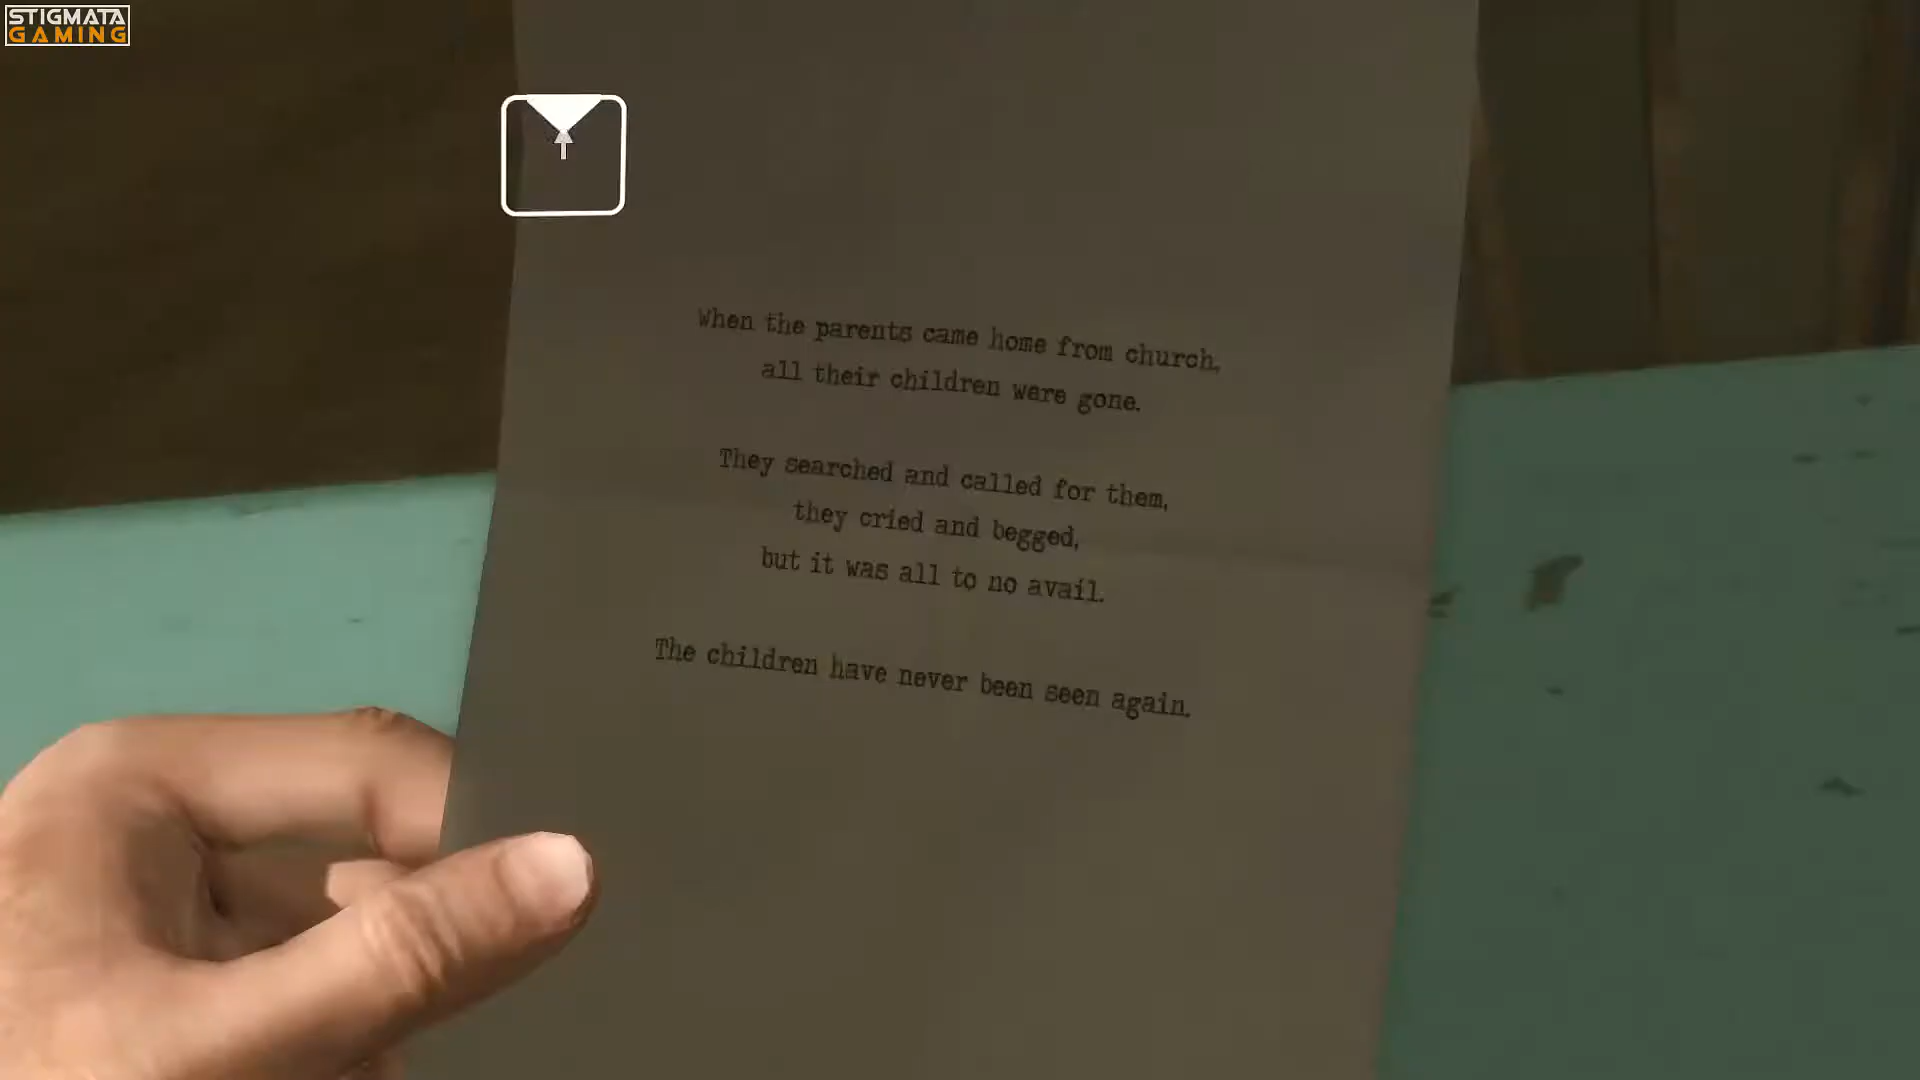 STIGMATA
GAMING
When the parents came home from church,
all their children were gone.
They searched and called for them,
they cried and begged,
but it was all to no avail.
The children have never been seen again.